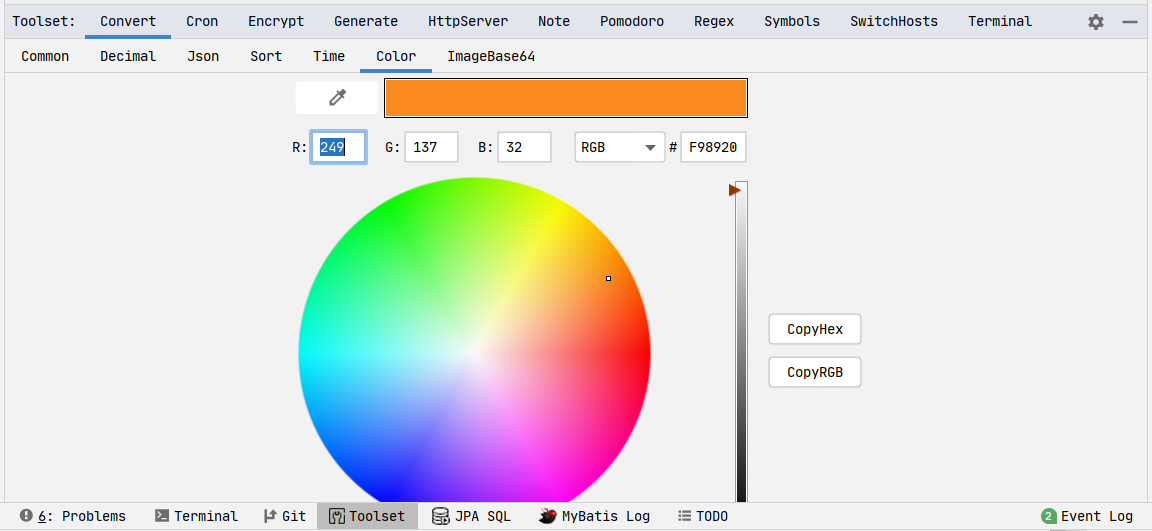 Toolset: Convert Cron Encrypt Generate HttpServer Note Pomodoro Regex Symbols SwitchHosts Terminal
Common Decimal Json Sort Time Color ImageBase64
R: 249 G: 137 B: 32 RGB # F98920
CopyHex
CopyRGB
6: Problems Terminal Git Toolset JPA SQL MyBatis Log TODO 2 Event Log